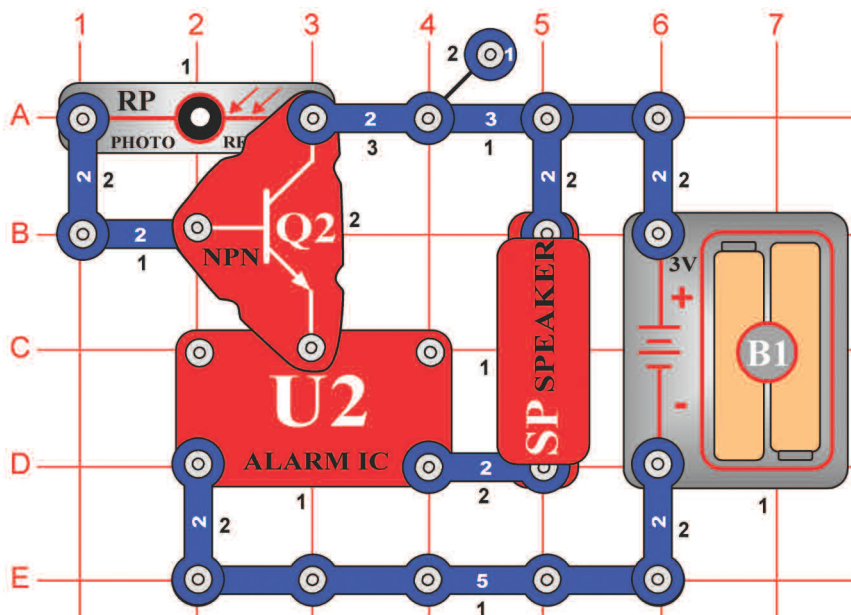 1 2 3 4 5 6 7
1 2 1
A RP 2 3
PHOTO 3 1
2 2 2 2 2 2
B 2 Q2 2 3V
NPN SPEAKER +
1
C 1 B1
U2
SP -
D ALARM IC 2
1 2 1
2 2 2 2
E 5
1